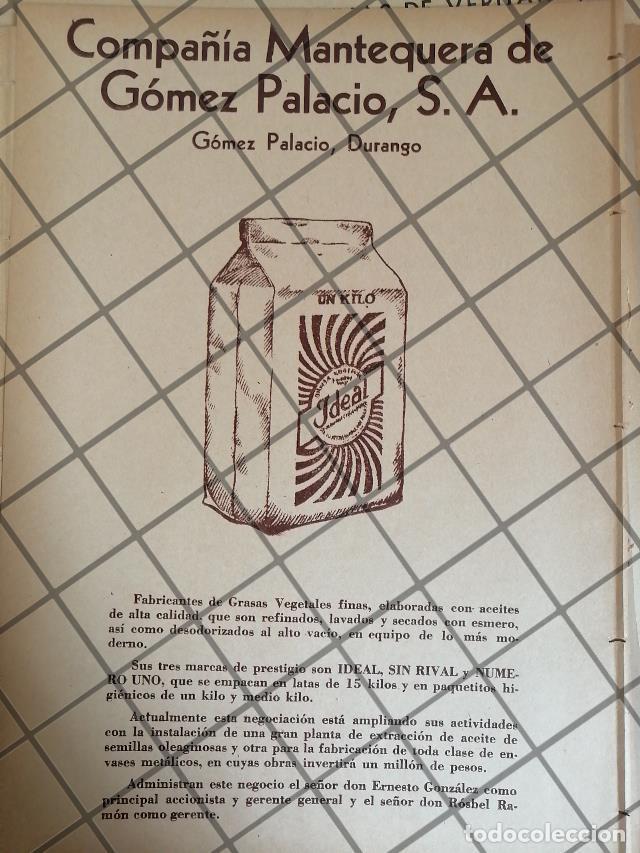 DE VERDA
Compañía Mantequera de
Gómez Palacio, S. A.
Gómez Palacio, Durango
UN KILO
Ideal
Fabricantes de Grasas Vegetales finas, elaboradas con aceites
de alta calidad, que son refinados, lavados y secados con esmero,
así como desodorizados al alto vacío, en equipo de lo más mo-
derno.
Sus tres marcas de prestigio son IDEAL, SIN RIVAL y NUME-
RO UNO, que se empacan en latas de 15 kilos y en paquetitos hi-
giénicos de un kilo y medio kilo.
Actualmente esta negociación está ampliando sus actividades
con la instalación de una gran planta de extracción de aceite de
semillas oleaginosas y otra para la fabricación de toda clase de en-
vases metálicos, en cuyas obras invertirá un millón de pesos.
Administran este negocio el señor don Ernesto González como
principal accionista y gerente general y el señor don Rósbel Ra-
món como gerente.
todocoleccion